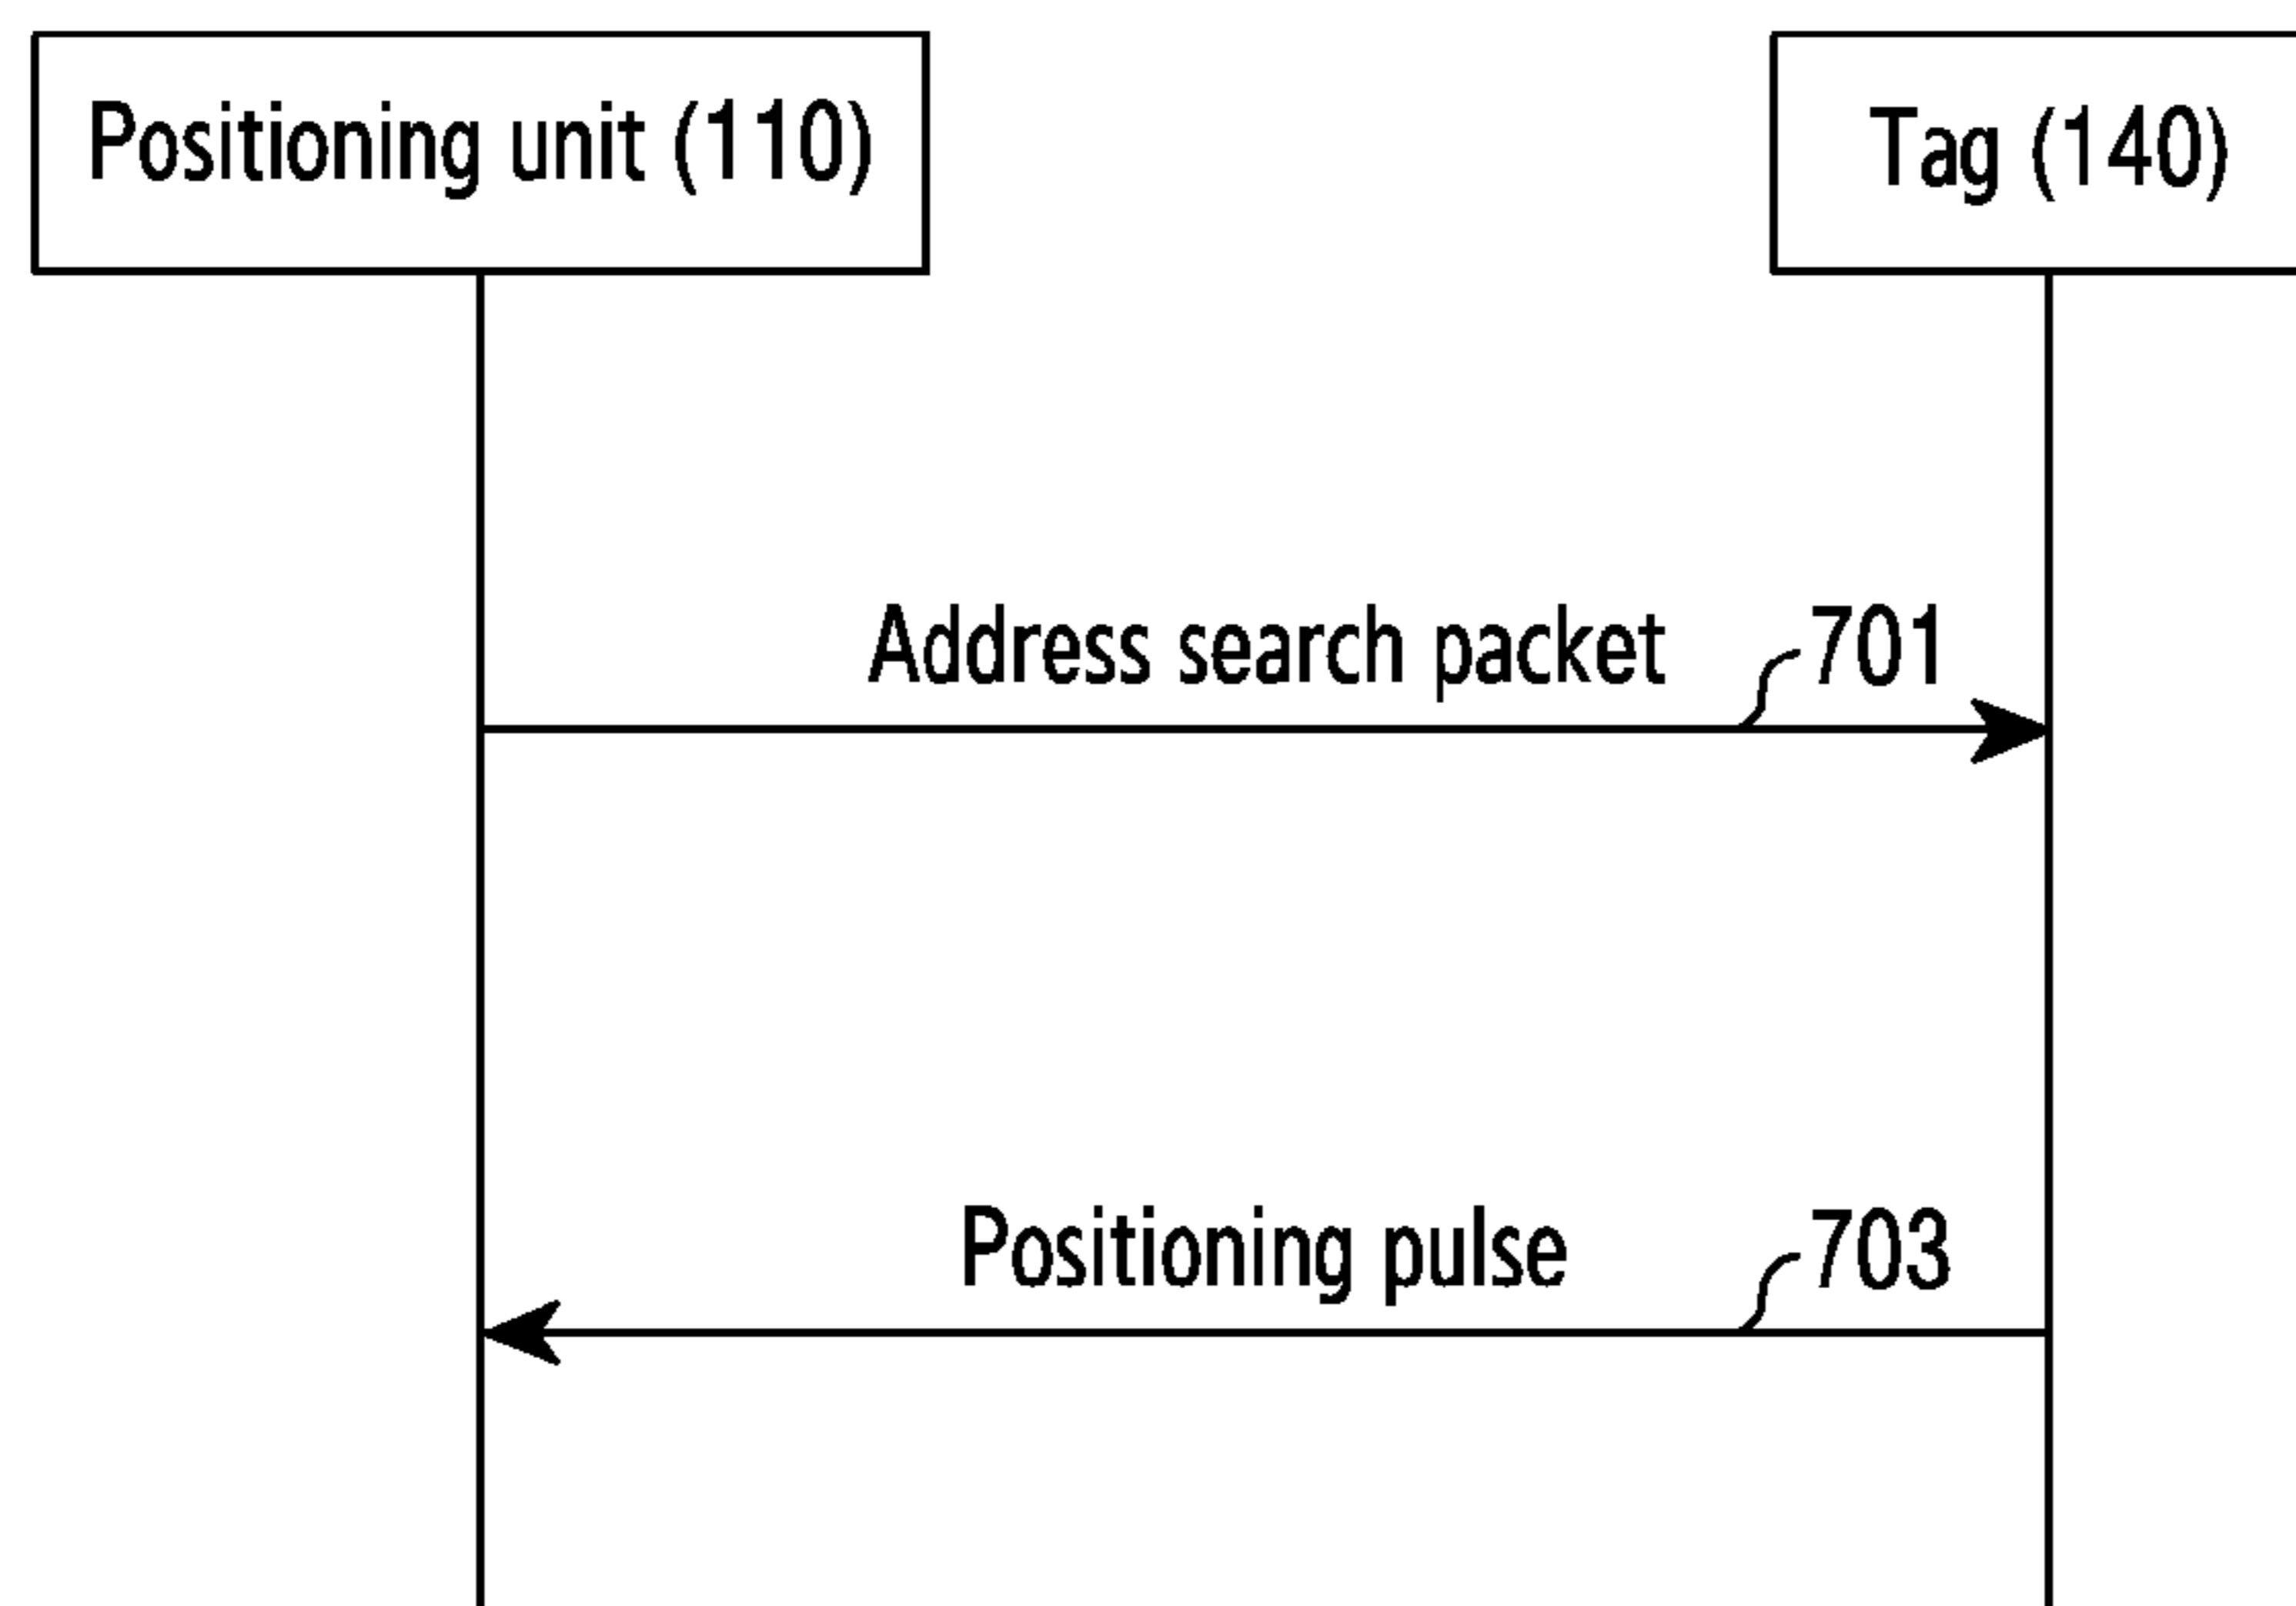 Positioning unit (110)
Tag (140)
Address search packet
701
Positioning pulse
703